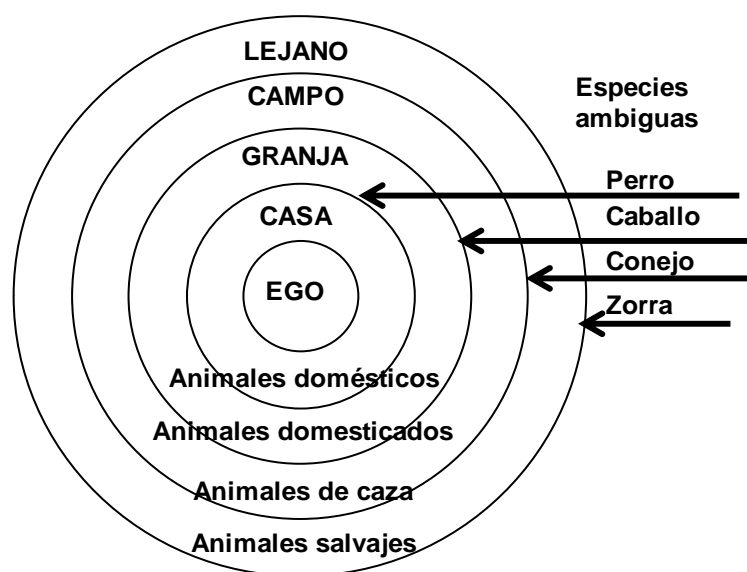 LEJANO
CAMPO
GRANJA
CASA
EGO
Animales domésticos
Animales domesticados
Animales de caza
Animales salvajes
Especies
ambiguas
Perro
Caballo
Conejo
Zorra